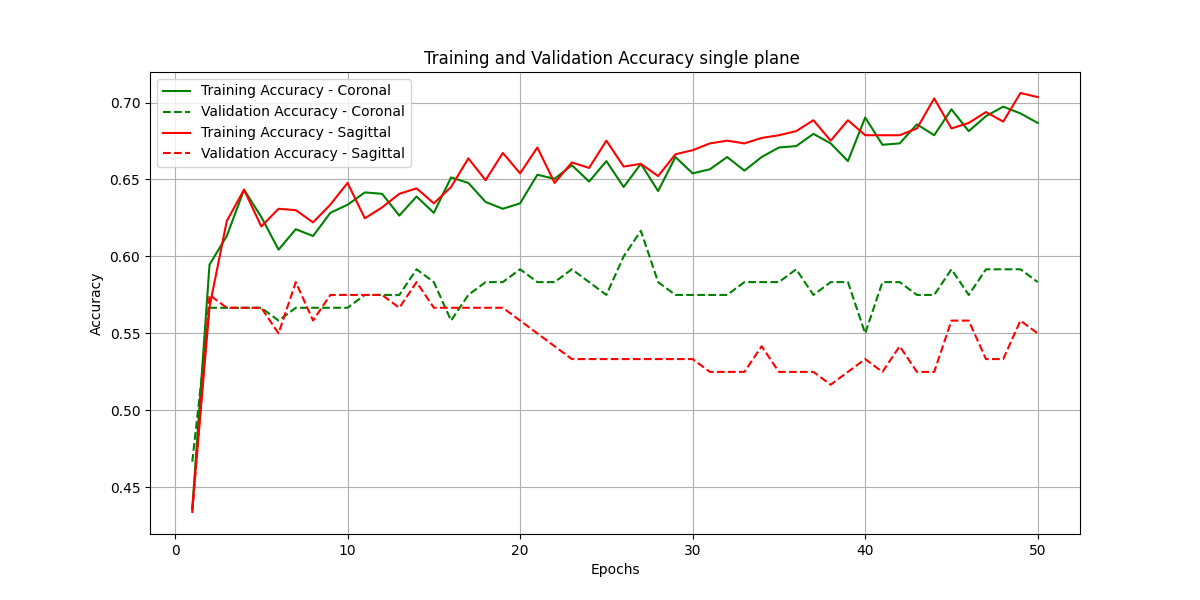 Training and Validation Accuracy single plane
Training Accuracy - Coronal
Validation Accuracy - Coronal
Training Accuracy - Sagittal
Validation Accuracy - Sagittal
Accuracy
0.70
0.65
0.60
0.55
0.50
0.45
0 10 20 30 40 50
Epochs